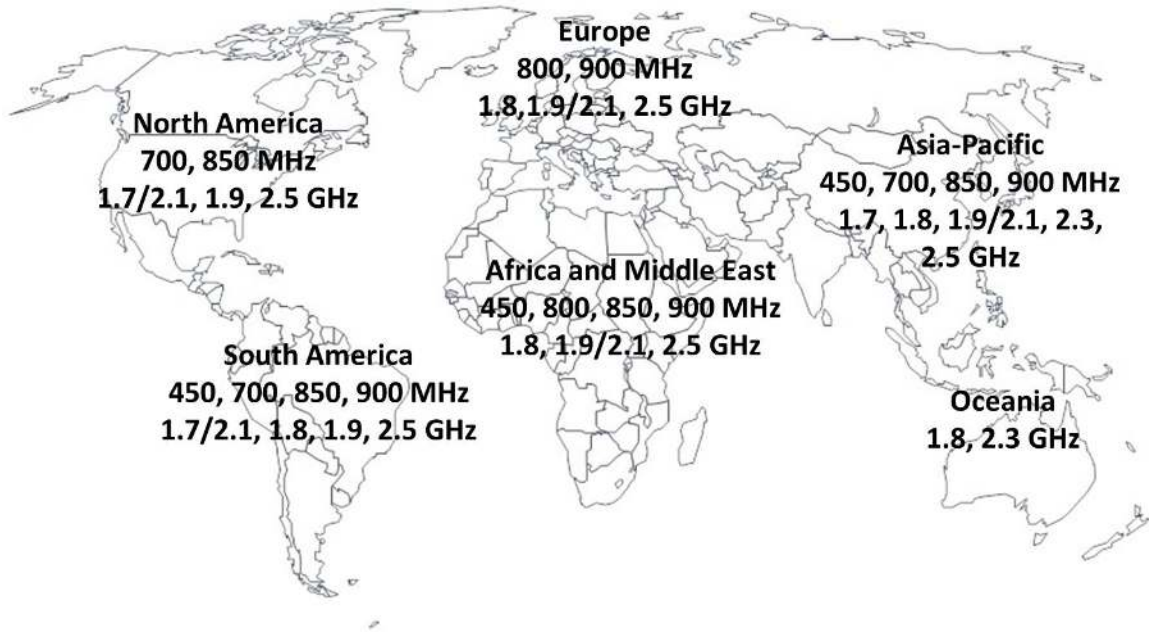 Europe
800, 900 MHz
1.8,1.9/2.1, 2.5 GHz
North America
700, 850 MHz
1.7/2.1, 1.9, 2.5 GHz
Asia-Pacific
450, 700, 850, 900 MHz
1.7, 1.8, 1.9/2.1, 2.3,
2.5 GHz
Africa and Middle East
450, 800, 850, 900 MHz
1.8, 1.9/2.1, 2.5 GHz
South America
450, 700, 850, 900 MHz
1.7/2.1, 1.8, 1.9, 2.5 GHz
Oceania
1.8, 2.3 GHz